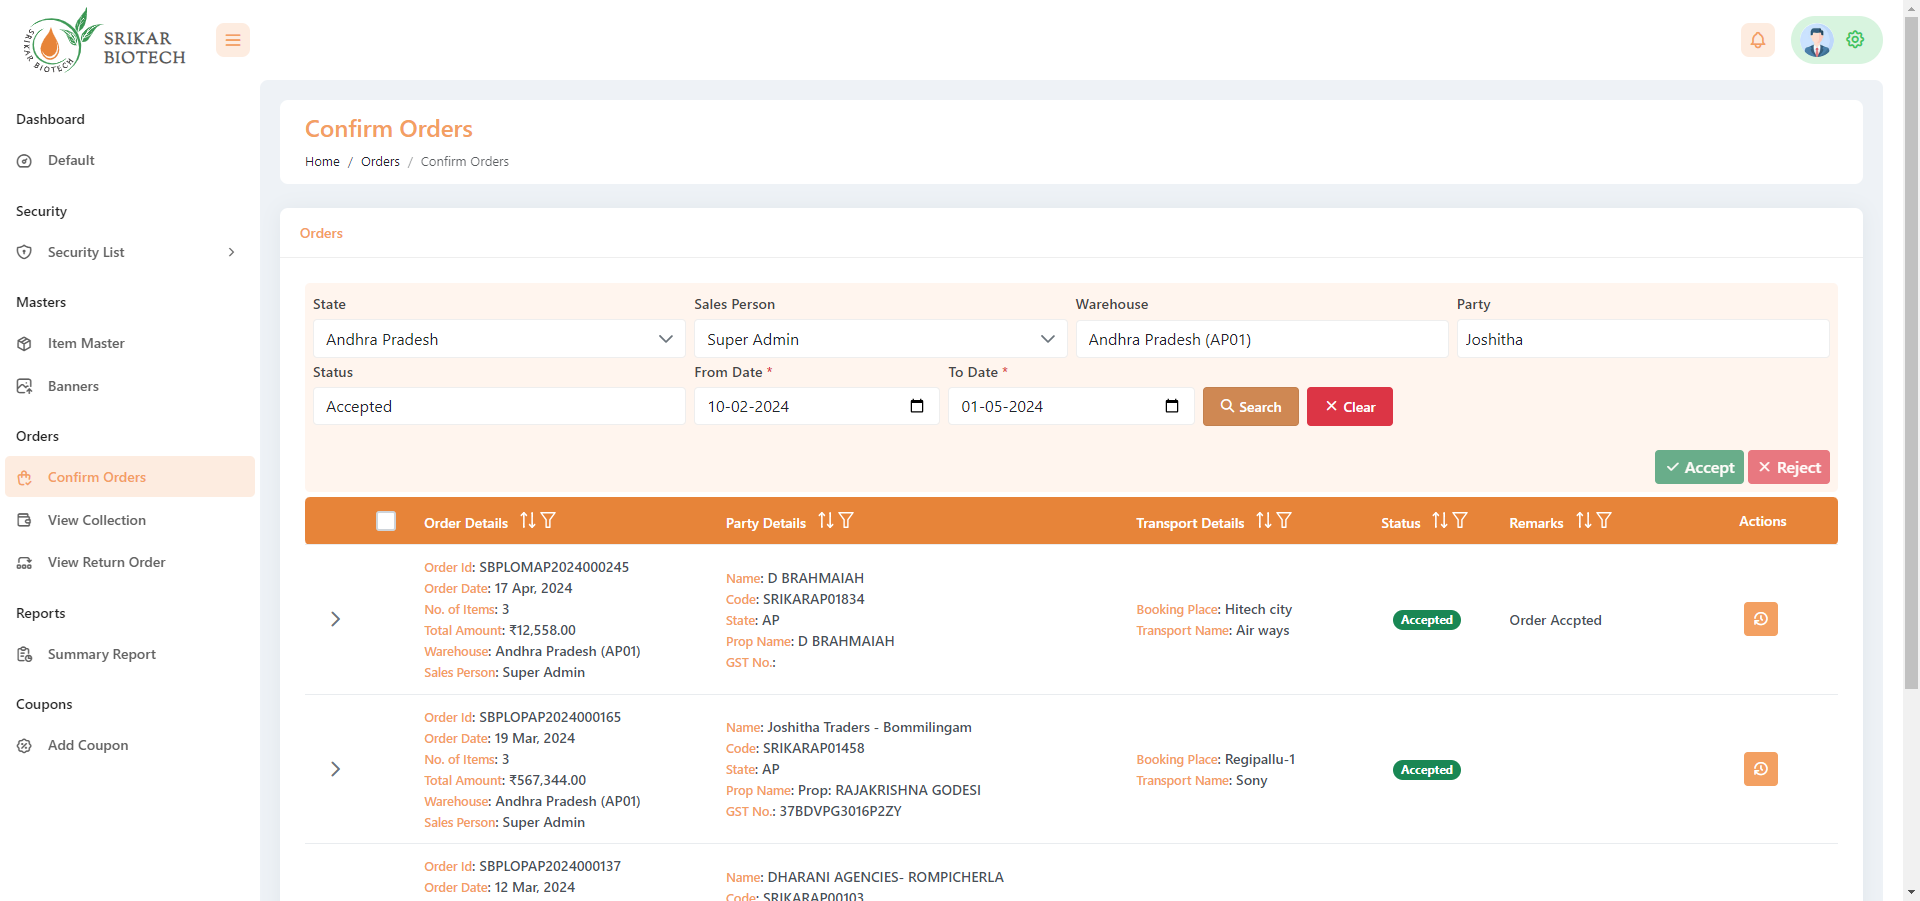 SRIKAR BIOTECH
SRIKAR
BIOTECH
Dashboard
Default
Security
Security List
Masters
Item Master
Banners
Orders
Confirm Orders
View Collection
View Return Order
Reports
Summary Report
Coupons
Add Coupon
Confirm Orders
Home / Orders / Confirm Orders
Orders
State Sales Person Warehouse Party
Andhra Pradesh Super Admin Andhra Pradesh (AP01) Joshitha
Status From Date * To Date *
Accepted 10-02-2024 01-05-2024 Search Clear
Accept Reject
Order Details Party Details Transport Details Status Remarks Actions
Order Id: SBPLOMAP2024000245
Order Date: 17 Apr, 2024
No. of Items: 3
Total Amount: ₹12,558.00
Warehouse: Andhra Pradesh (AP01)
Sales Person: Super Admin
Name: D BRAHMAIAH
Code: SRIKARAP01834
State: AP
Prop Name: D BRAHMAIAH
GST No.:
Booking Place: Hitech city
Transport Name: Air ways
Accepted
Order Accpted
Order Id: SBPLOPAP2024000165
Order Date: 19 Mar, 2024
No. of Items: 3
Total Amount: ₹567,344.00
Warehouse: Andhra Pradesh (AP01)
Sales Person: Super Admin
Name: Joshitha Traders - Bommilingam
Code: SRIKARAP01458
State: AP
Prop Name: Prop: RAJAKRISHNA GODESI
GST No.: 37BDVPG3016P2ZY
Booking Place: Regipallu-1
Transport Name: Sony
Accepted
Order Id: SBPLOPAP2024000137
Order Date: 12 Mar, 2024
Name: DHARANI AGENCIES- ROMPICHERLA
Code: SRIKARAP00103